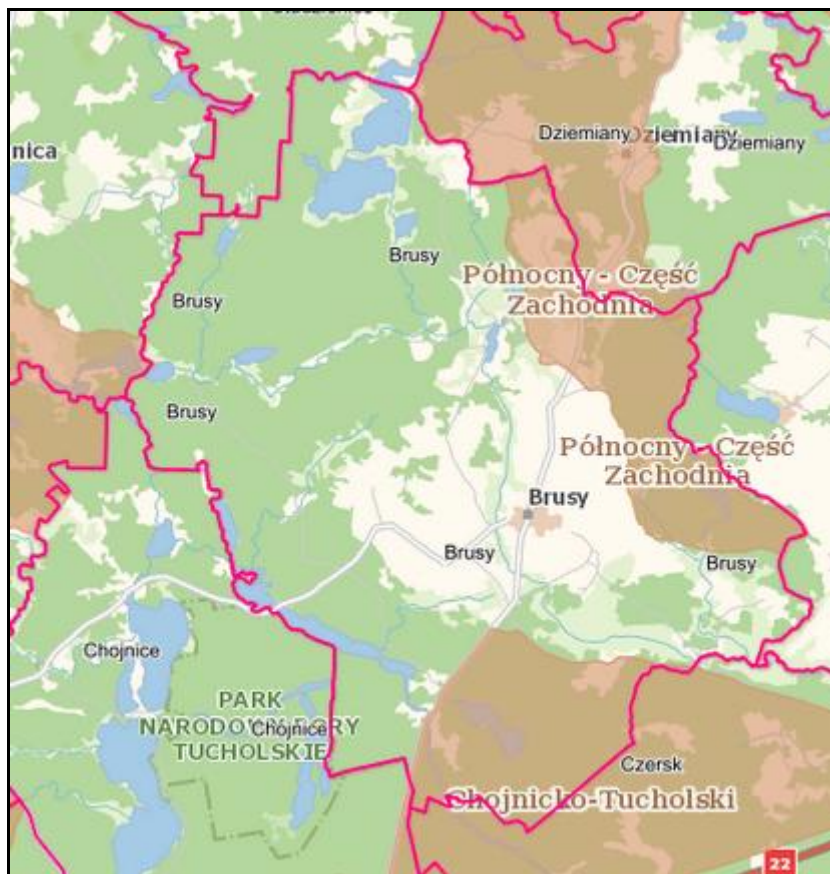 nica
Dziemiany
Dziemiany
Dziemiany
Brusy
Północny - Część
Zachodnia
Brusy
Brusy
Północny - Część
Zachodnia
Brusy
Brusy
Brusy
Chojnice
PARK
NARODOWY BORY
TUCHOLSKIE
Chojnice
Czersk
Chojnicko-Tucholski
22